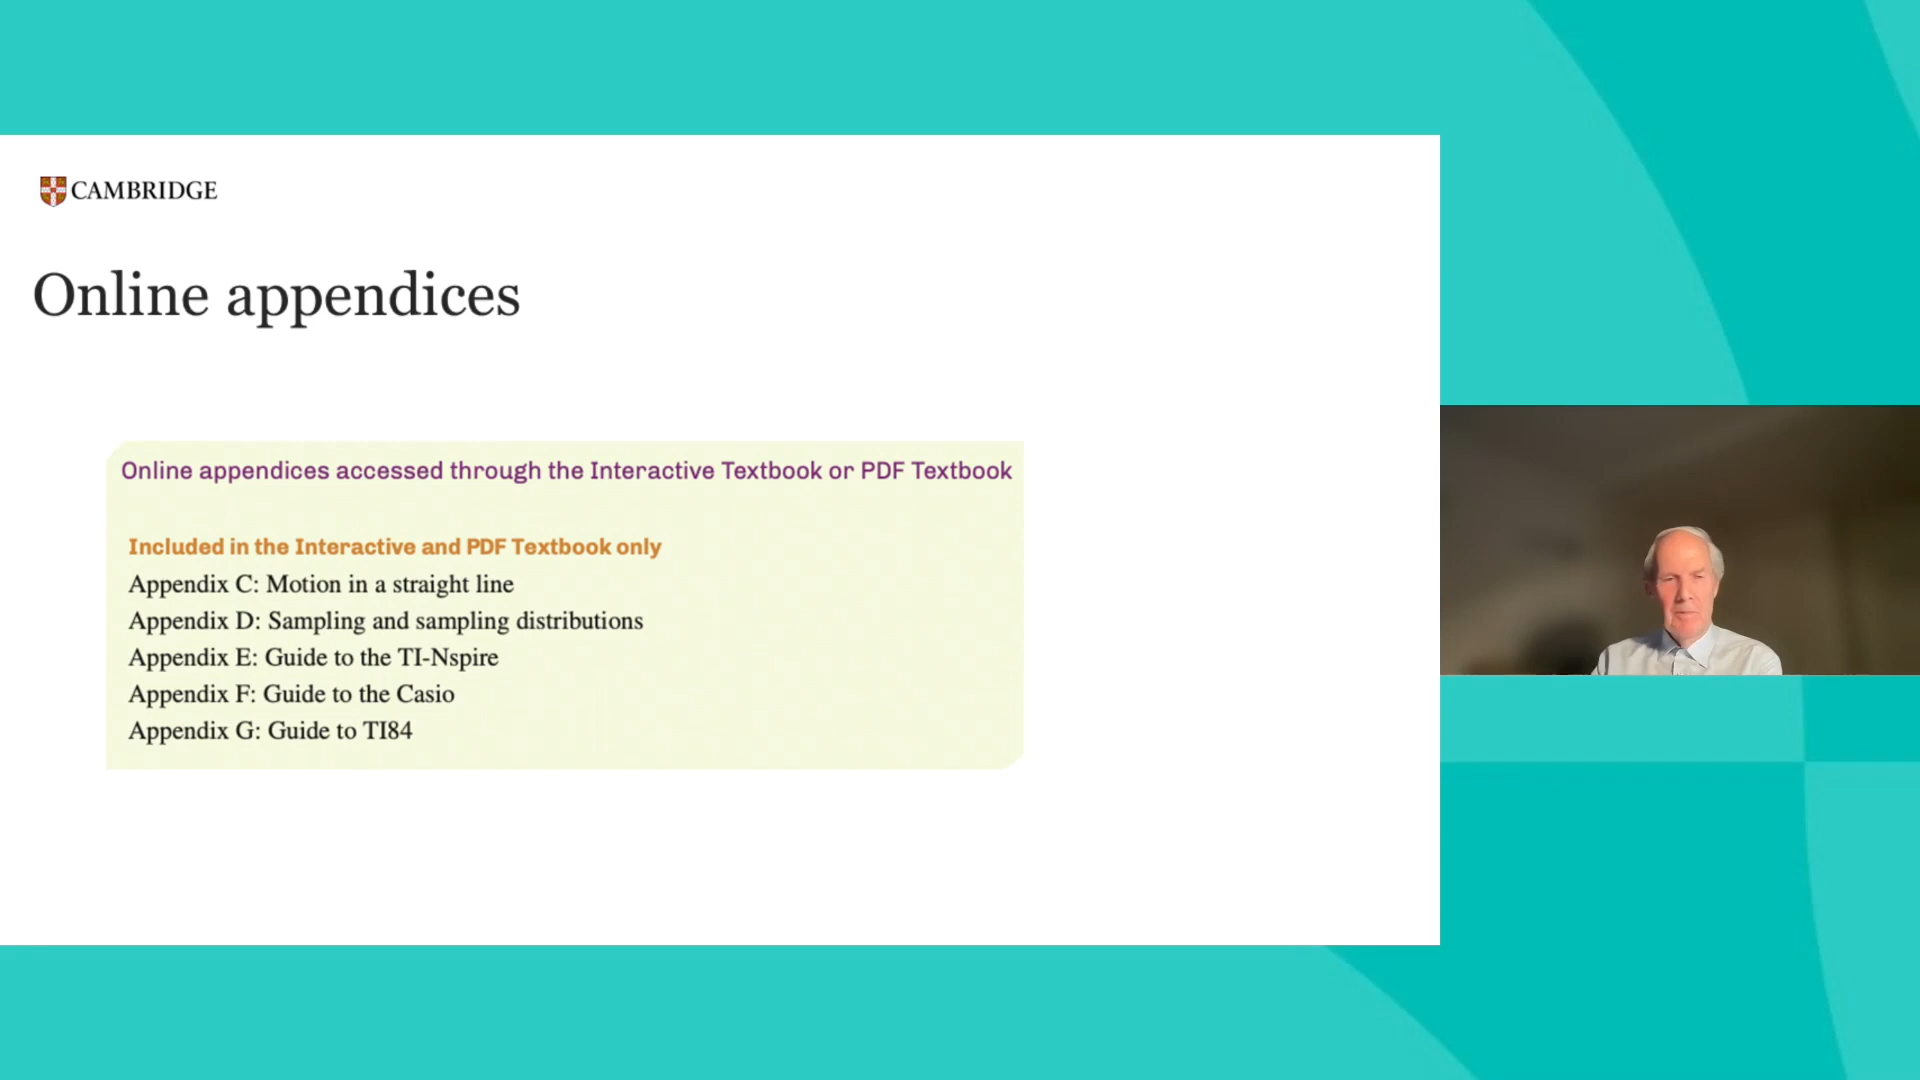 CAMBRIDGE
Online appendices
Online appendices accessed through the Interactive Textbook or PDF Textbook
Included in the Interactive and PDF Textbook only
Appendix C: Motion in a straight line
Appendix D: Sampling and sampling distributions
Appendix E: Guide to the TI-Nspire
Appendix F: Guide to the Casio
Appendix G: Guide to TI84